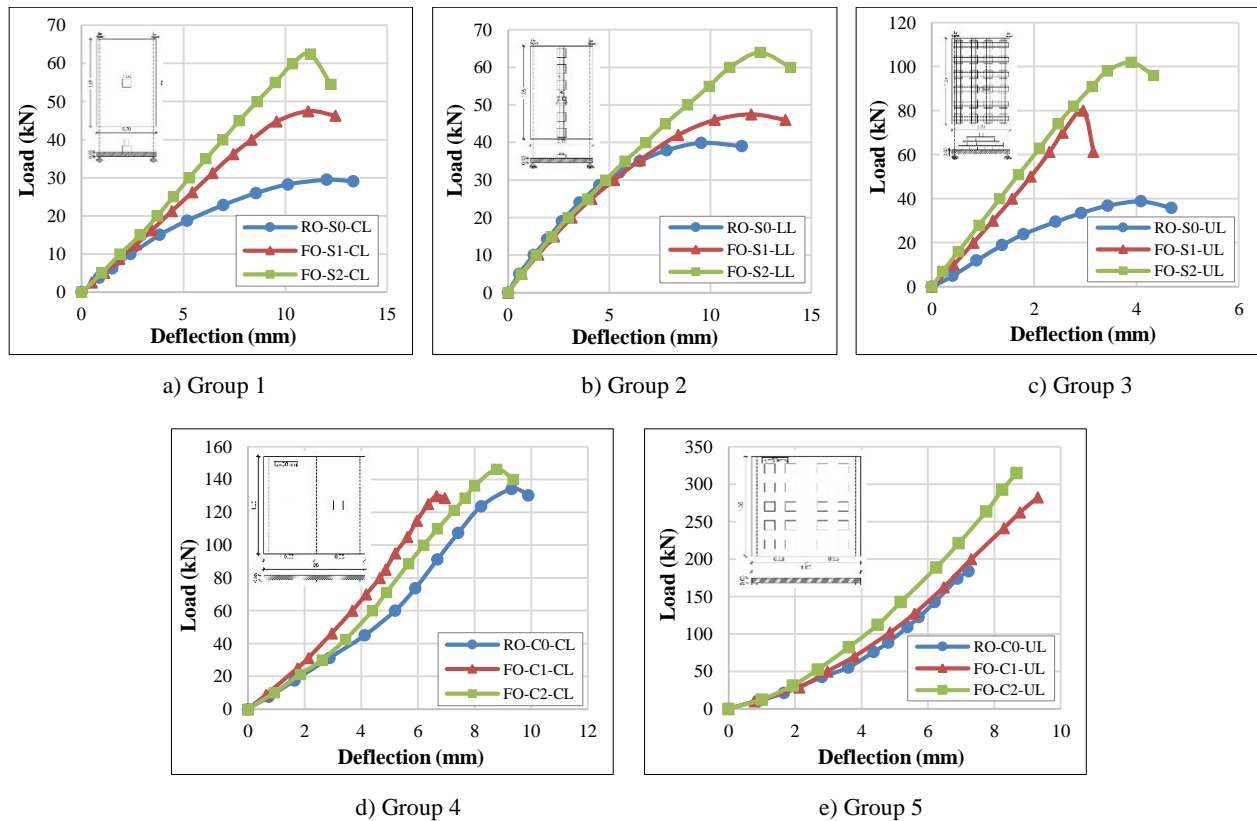 70
60
50
40
30
20
10
0
Load (kN)
0 5 10 15
Deflection (mm)
0.70
RO-S0-CL
FO-S1-CL
FO-S2-CL
a) Group 1
70
60
50
40
30
20
10
0
Load (kN)
0 5 10 15
Deflection (mm)
RO-S0-LL
FO-S1-LL
FO-S2-LL
b) Group 2
120
100
80
60
40
20
0
Load (kN)
0 2 4 6
Deflection (mm)
RO-S0-UL
FO-S1-UL
FO-S2-UL
c) Group 3
160
140
120
100
80
60
40
20
0
Load (kN)
0 2 4 6 8 10 12
Deflection (mm)
RO-C0-CL
FO-C1-CL
FO-C2-CL
d) Group 4
350
300
250
200
150
100
50
0
Load (kN)
0 2 4 6 8 10
Deflection (mm)
RO-C0-UL
FO-C1-UL
FO-C2-UL
e) Group 5